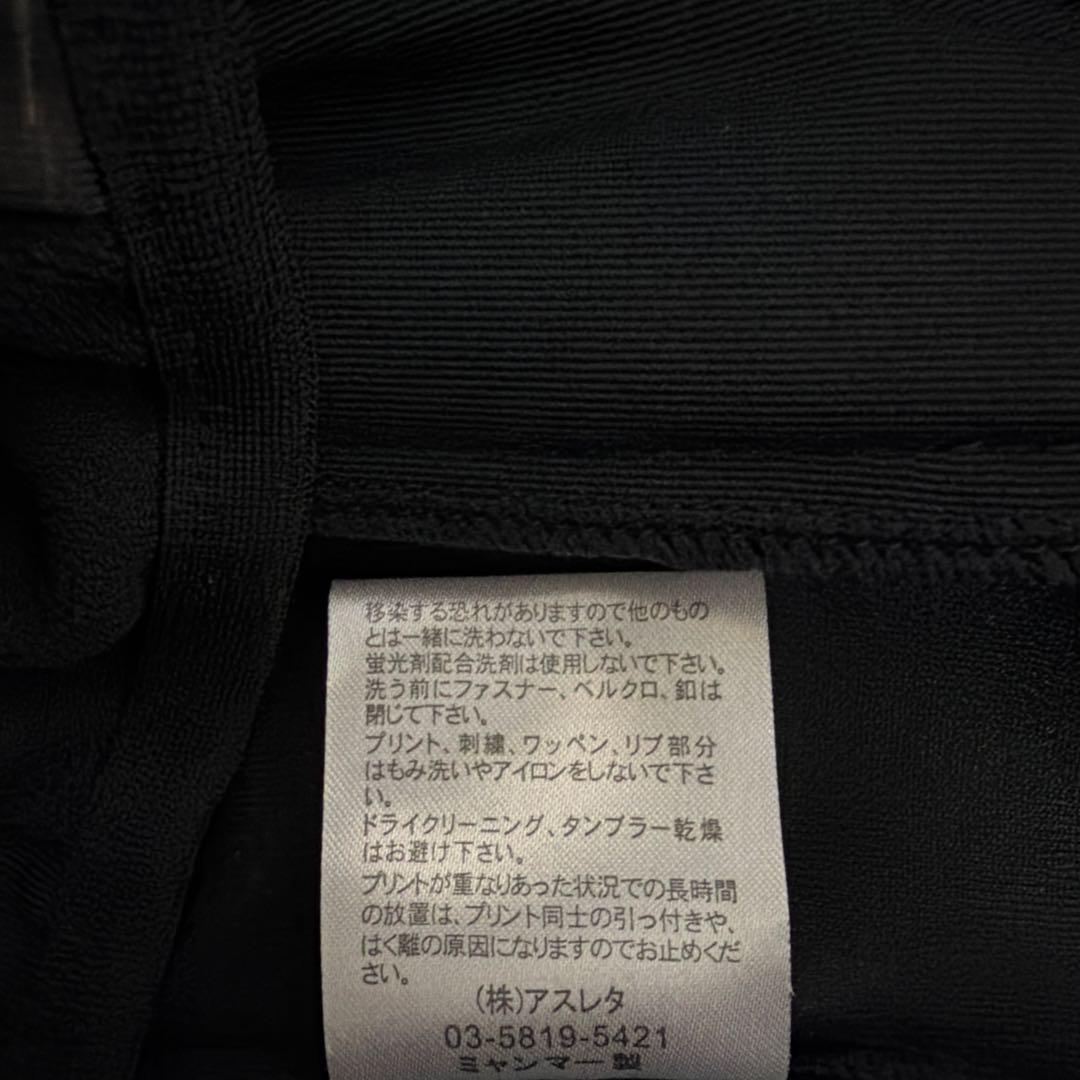 移染する恐れがありますので他のもの
とは一緒に洗わないで下さい。
蛍光剤配合洗剤は使用しないで下さい。
洗う前にファスナー、ベルクロ、釦は
閉じて下さい。
プリント、刺繍、ワッペン、リブ部分
はもみ洗いやアイロンをしないで下さ
い。
ドライクリーニング、タンブラー乾燥
はお避け下さい。
プリントが重なりあった状況での長時間
の放置は、プリント同士の引っ付きや、
はく離の原因になりますのでお止めくだ
さい。
(株)アスレタ
03-5819-5421
ミャンマー製